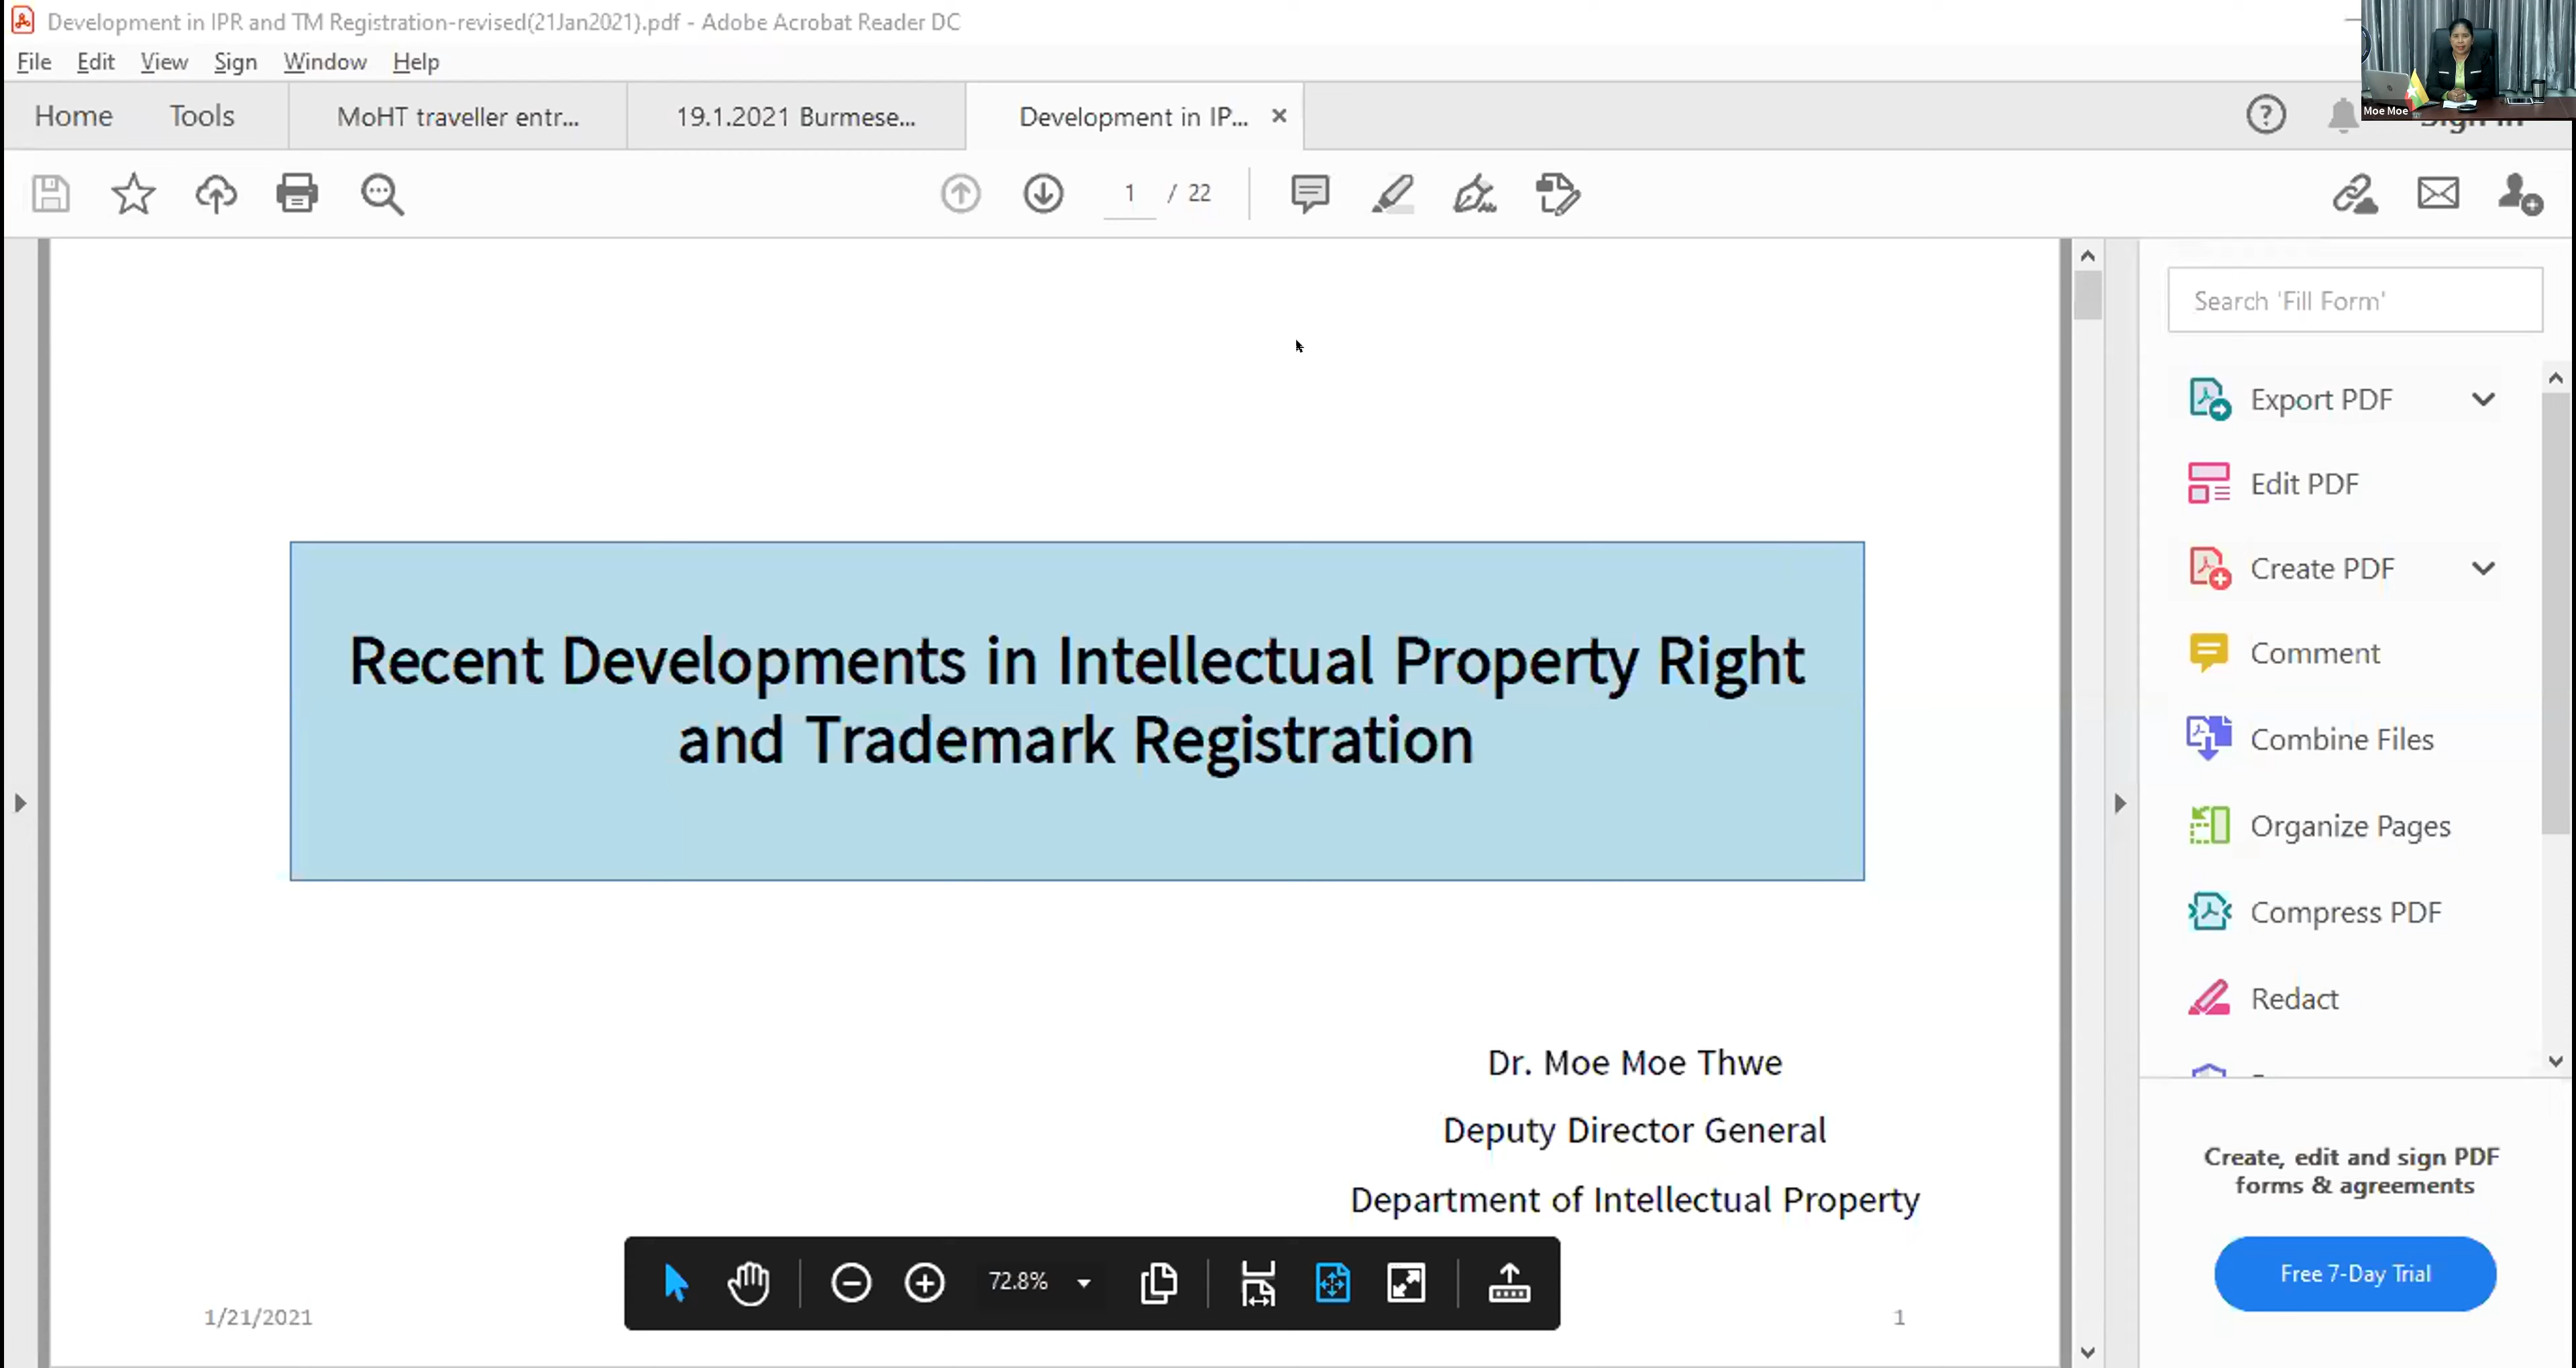 Development in IPR and TM Registration-revised(21Jan2021).pdf - Adobe Acrobat Reader DC
File Edit View Sign Window Help
Home Tools MoHT traveller entr... 19.1.2021 Burmese... Development in IP...
Moe Moe
1 / 22
Search 'Fill Form'
Export PDF
Edit PDF
Create PDF
Comment
Combine Files
Organize Pages
Compress PDF
Redact
Recent Developments in Intellectual Property Right
and Trademark Registration
Dr. Moe Moe Thwe
Deputy Director General
Department of Intellectual Property
Create, edit and sign PDF
forms & agreements
Free 7-Day Trial
72.8%
1/21/2021 1